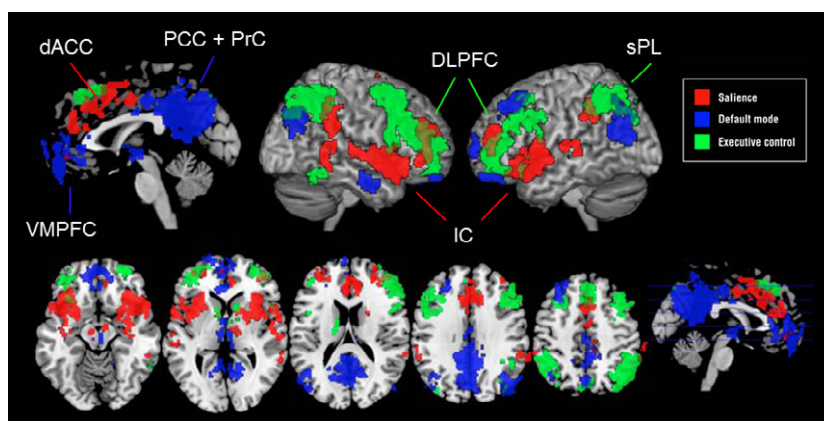 dACC
PCC + PrC
DLPFC
sPL
Salience
Default mode
Executive control
VMPFC
IC